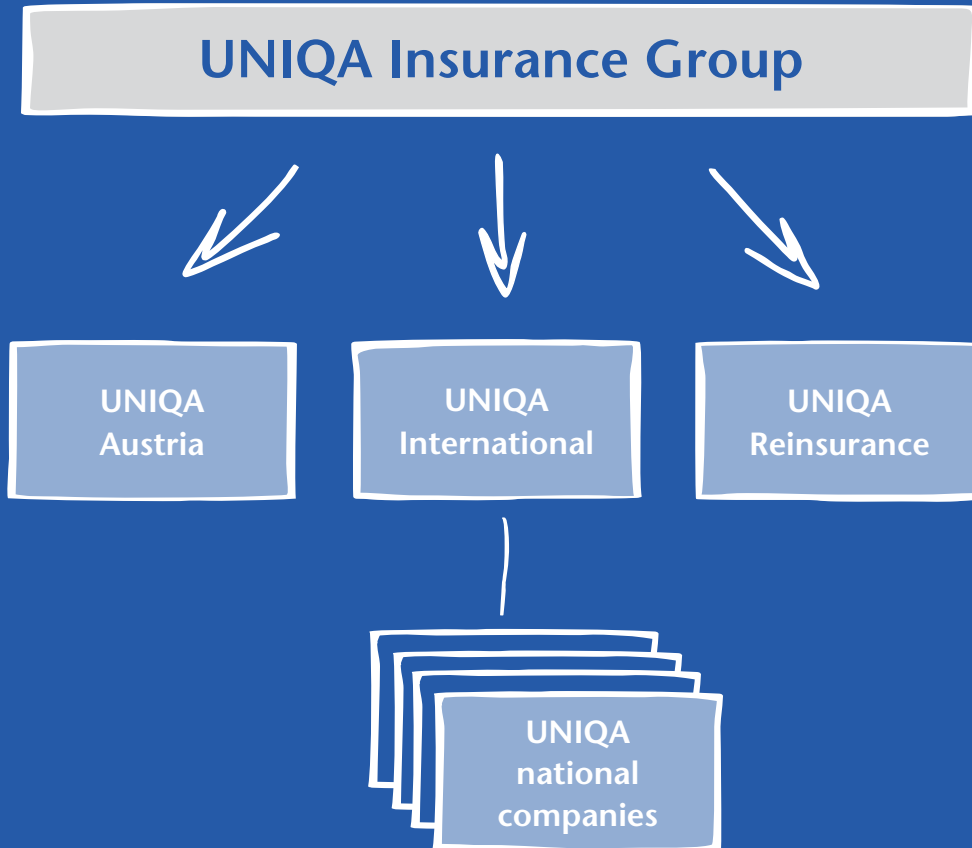 UNIQA Insurance Group
UNIQA
Austria
UNIQA
International
UNIQA
Reinsurance
UNIQA
national
companies